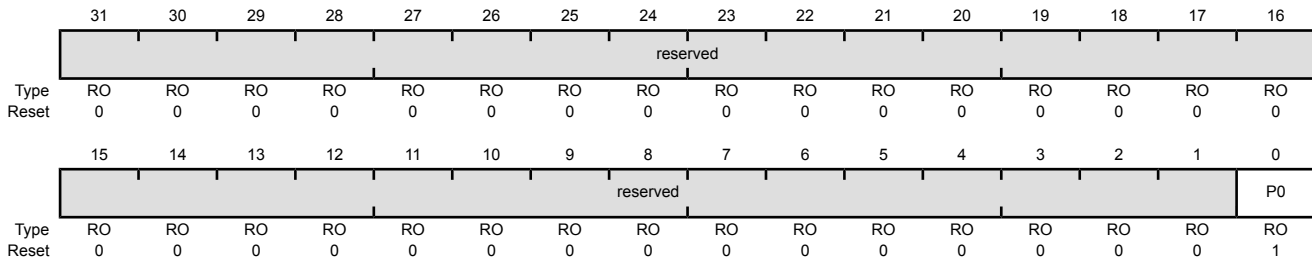 31 30 29 28 27 26 25 24 23 22 21 20 19 18 17 16
reserved
Type RO RO RO RO RO RO RO RO RO RO RO RO RO RO RO RO
Reset 0 0 0 0 0 0 0 0 0 0 0 0 0 0 0 0
15 14 13 12 11 10 9 8 7 6 5 4 3 2 1 0
reserved P0
Type RO RO RO RO RO RO RO RO RO RO RO RO RO RO RO RO
Reset 0 0 0 0 0 0 0 0 0 0 0 0 0 0 0 1